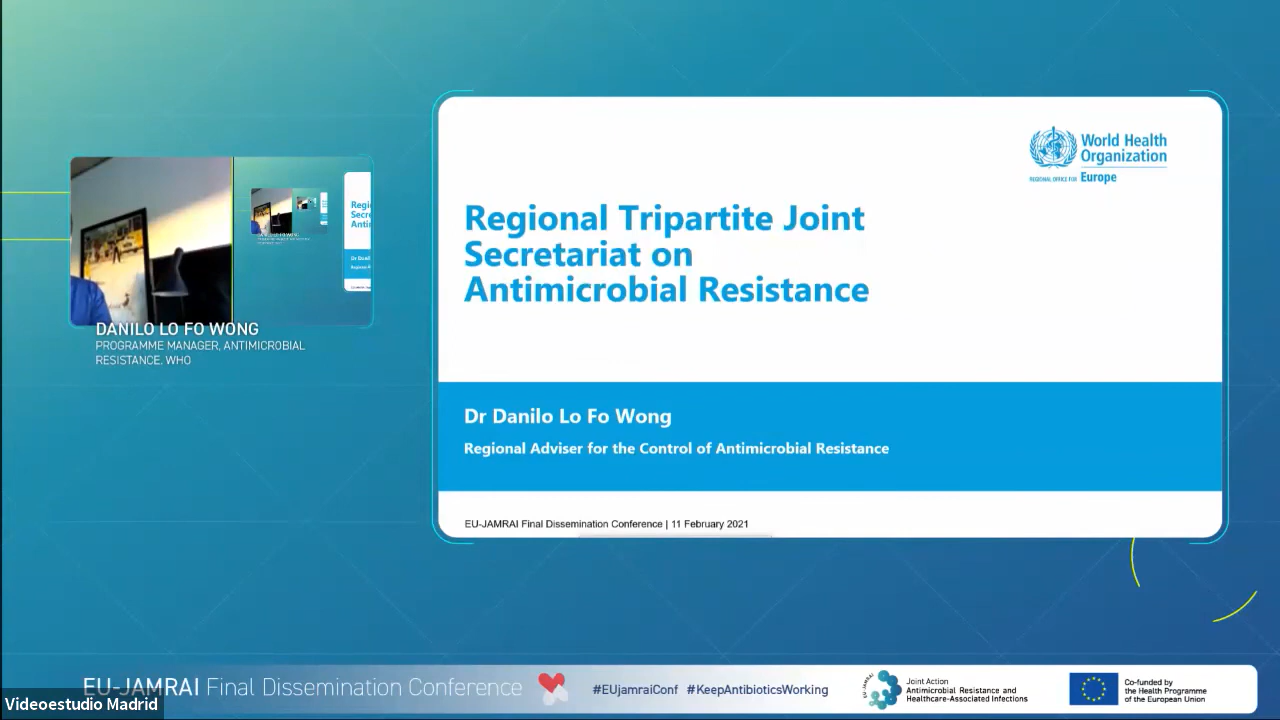 World Health
Organization
REGIONAL OFFICE FOR Europe
Regional Tripartite Joint
Secretariat on
Antimicrobial Resistance
Dr Danilo Lo Fo Wong
Regional Adviser for the Control of Antimicrobial Resistance
EU-JAMRAI Final Dissemination Conference | 11 February 2021
DANILO LO FO WONG
PROGRAMME MANAGER, ANTIMICROBIAL
RESISTANCE. WHO
EU-JAMRAI Final Dissemination Conference
#EUjamraiConf #KeepAntibioticsWorking
EU-JAMRAI
Joint Action
Antimicrobial Resistance and
Healthcare-Associated Infections
Co-funded by
the Health Programme
of the European Union
Videoestudio Madrid